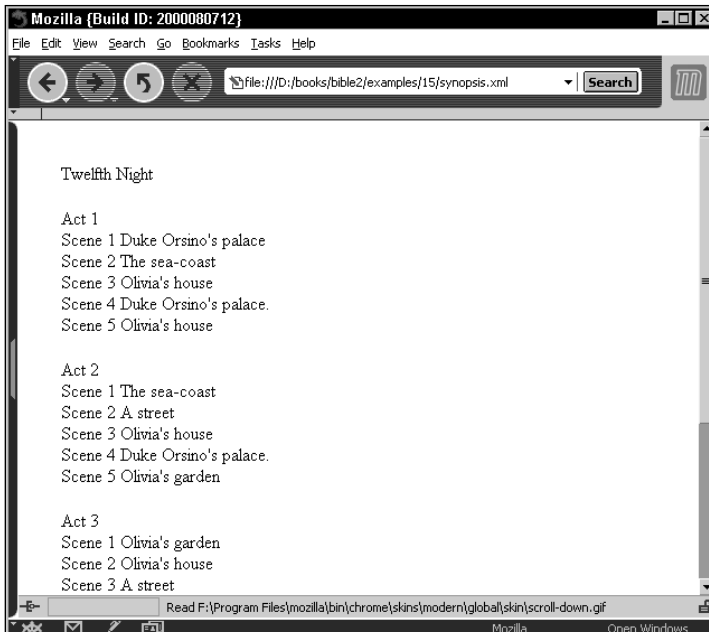 Mozilla {Build ID: 2000080712}
File Edit View Search Go Bookmarks Tasks Help
file:///D:/books/bible2/examples/15/synopsis.xml Search
Twelfth Night
Act 1
Scene 1 Duke Orsino's palace
Scene 2 The sea-coast
Scene 3 Olivia's house
Scene 4 Duke Orsino's palace.
Scene 5 Olivia's house
Act 2
Scene 1 The sea-coast
Scene 2 A street
Scene 3 Olivia's house
Scene 4 Duke Orsino's palace.
Scene 5 Olivia's garden
Act 3
Scene 1 Olivia's garden
Scene 2 Olivia's house
Scene 3 A street
Read F:\Program Files\mozilla\bin\chrome\skins\modern\global\skin\scroll-down.gif
Mozilla Open Windows